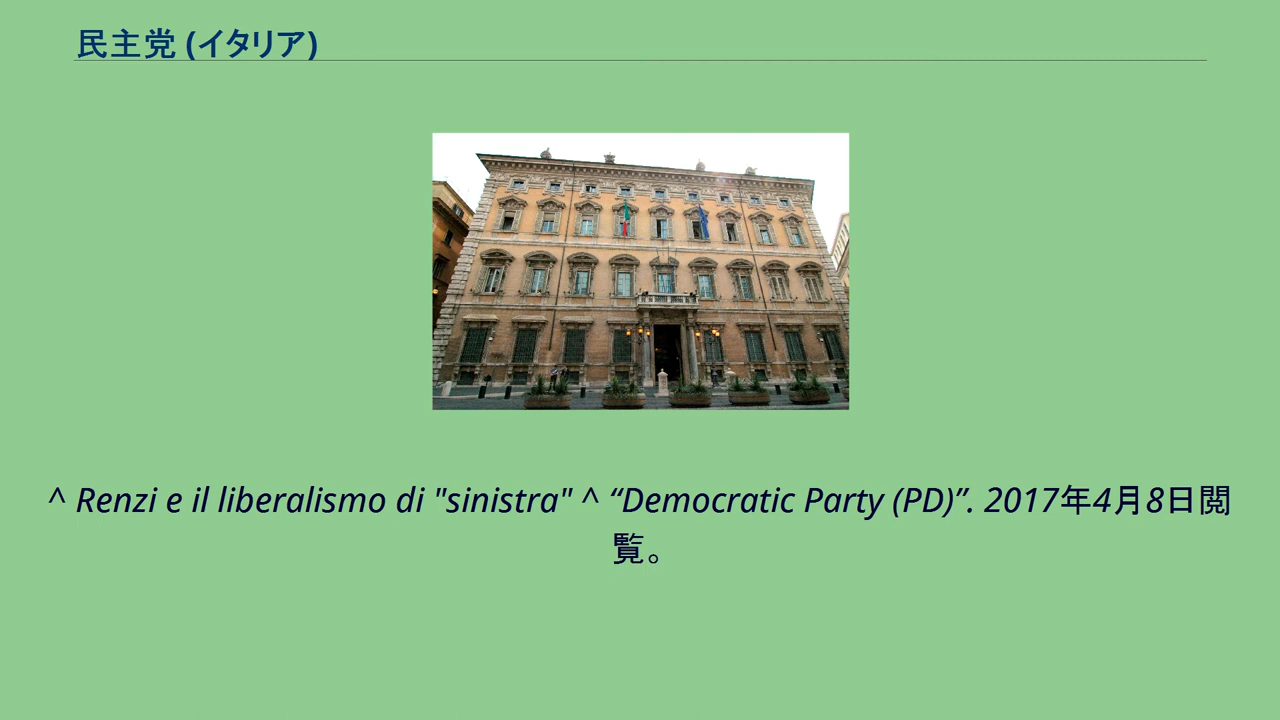 民主党 (イタリア)
^ Renzi e il liberalismo di "sinistra" ^ “Democratic Party (PD)”. 2017年4月8日閲
覧。